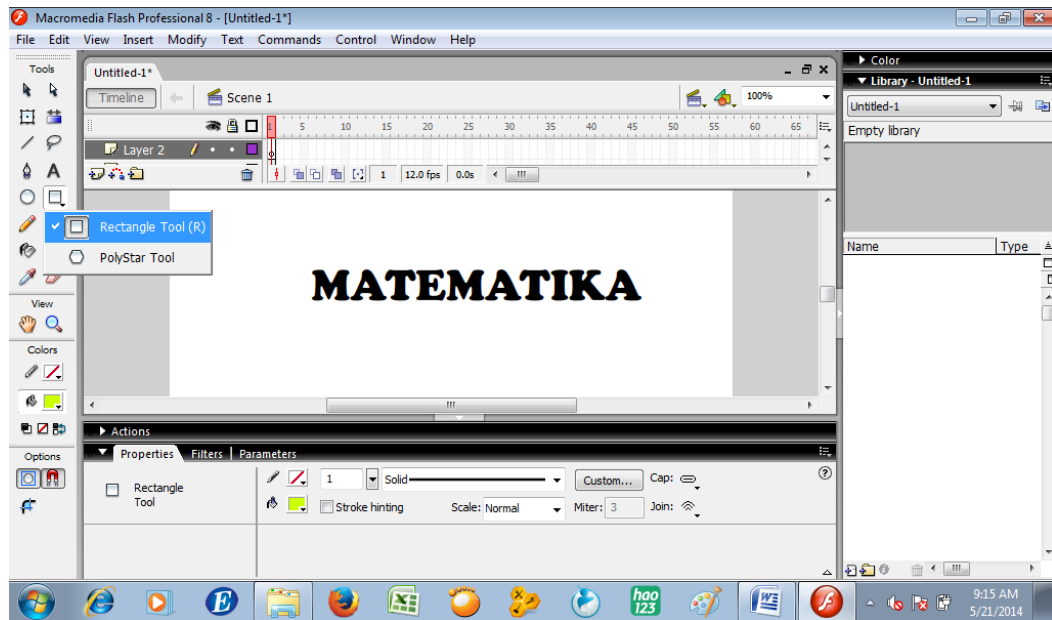 Macromedia Flash Professional 8 - [Untitled-1*]
File Edit View Insert Modify Text Commands Control Window Help
Tools
Untitled-1*
Timeline Scene 1 100%
1 5 10 15 20 25 30 35 40 45 50 55 60 65
Layer 2
1 12.0 fps 0.0s
Rectangle Tool (R)
PolyStar Tool
MATEMATIKA
View
Colors
Options
Actions
Properties Filters Parameters
Rectangle
Tool
1 Solid Custom... Cap:
Stroke hinting Scale: Normal Miter: 3 Join:
Color
Library - Untitled-1
Untitled-1
Empty library
Name Type
hao
123
9:15 AM
5/21/2014